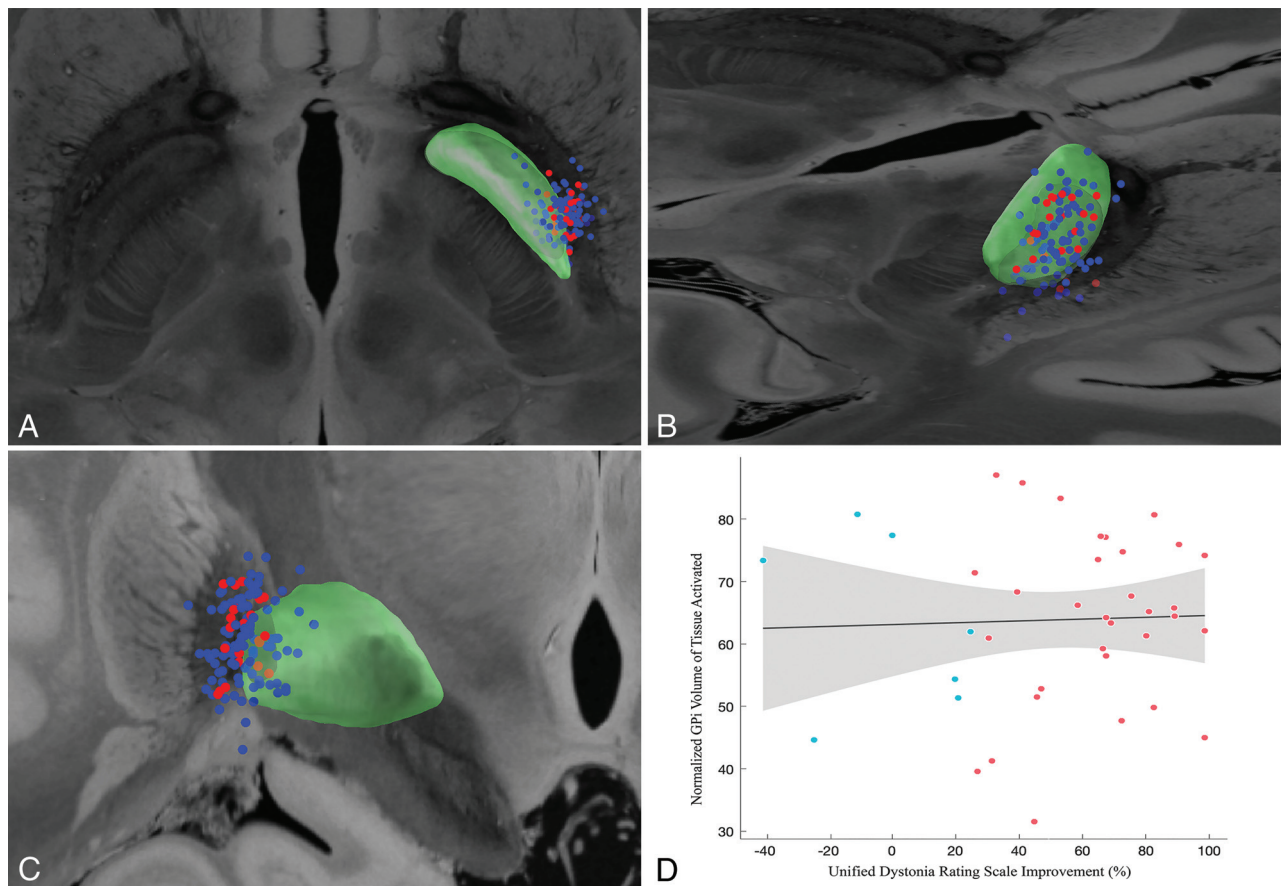 A
B
C
D
Normalized GPi Volume of Tissue Activated
80
70
60
50
40
30
-40 -20 0 20 40 60 80 100
Unified Dystonia Rating Scale Improvement (%)